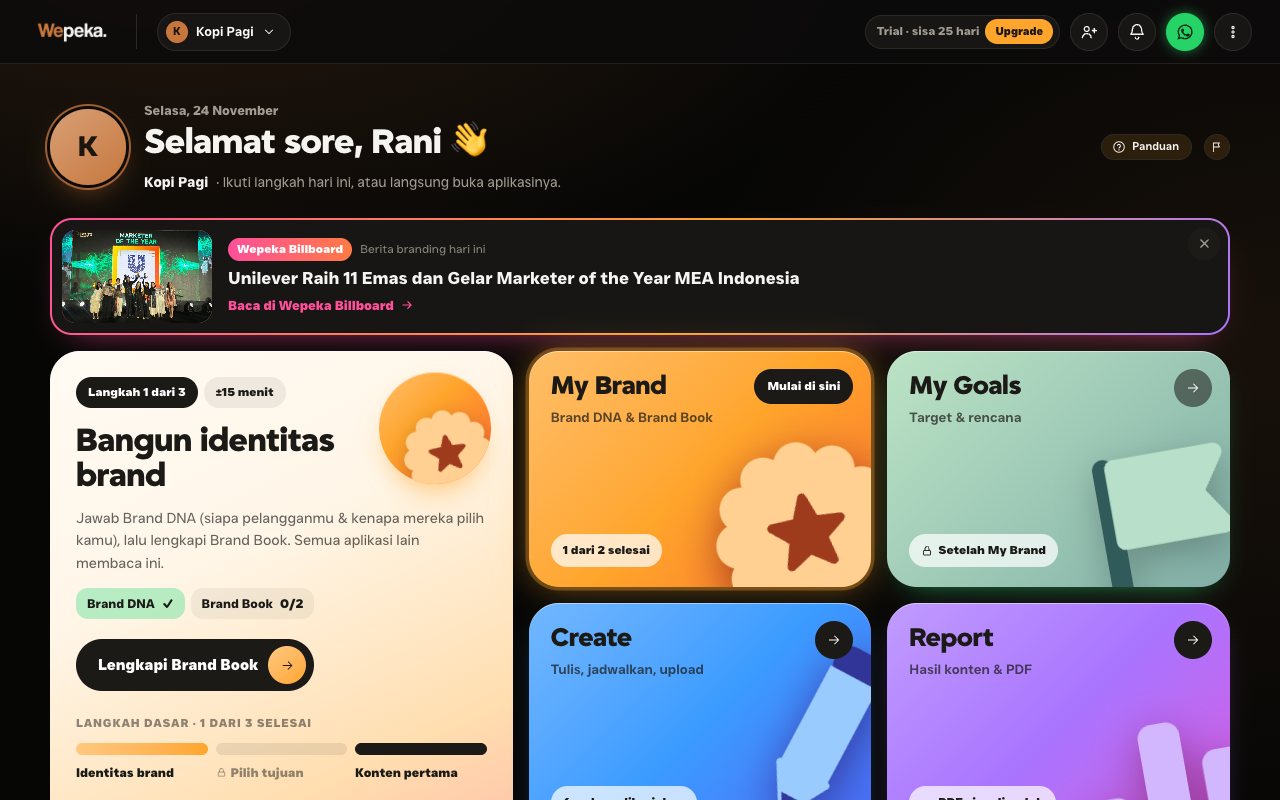 Wepeka.
K Kopi Pagi
Trial · sisa 25 hari Upgrade
K
Selasa, 24 November
Selamat sore, Rani 👋
Kopi Pagi · Ikuti langkah hari ini, atau langsung buka aplikasinya.
Panduan
MARKETER
OF THE YEAR
Wepeka Billboard Berita branding hari ini
Unilever Raih 11 Emas dan Gelar Marketer of the Year MEA Indonesia
Baca di Wepeka Billboard →
Langkah 1 dari 3 ±15 menit
Bangun identitas
brand
Jawab Brand DNA (siapa pelangganmu & kenapa mereka pilih
kamu), lalu lengkapi Brand Book. Semua aplikasi lain
membaca ini.
Brand DNA ✓ Brand Book 0/2
Lengkapi Brand Book →
LANGKAH DASAR · 1 DARI 3 SELESAI
Identitas brand Pilih tujuan Konten pertama
My Brand Mulai di sini
Brand DNA & Brand Book
1 dari 2 selesai
My Goals →
Target & rencana
Setelah My Brand
Create →
Tulis, jadwalkan, upload
Report →
Hasil konten & PDF